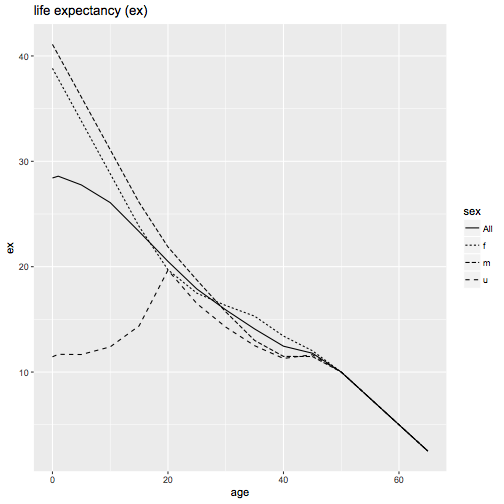 life expectancy (ex)
40
30
20
10
ex
0
20
40
60
age
sex
All
f
m
u